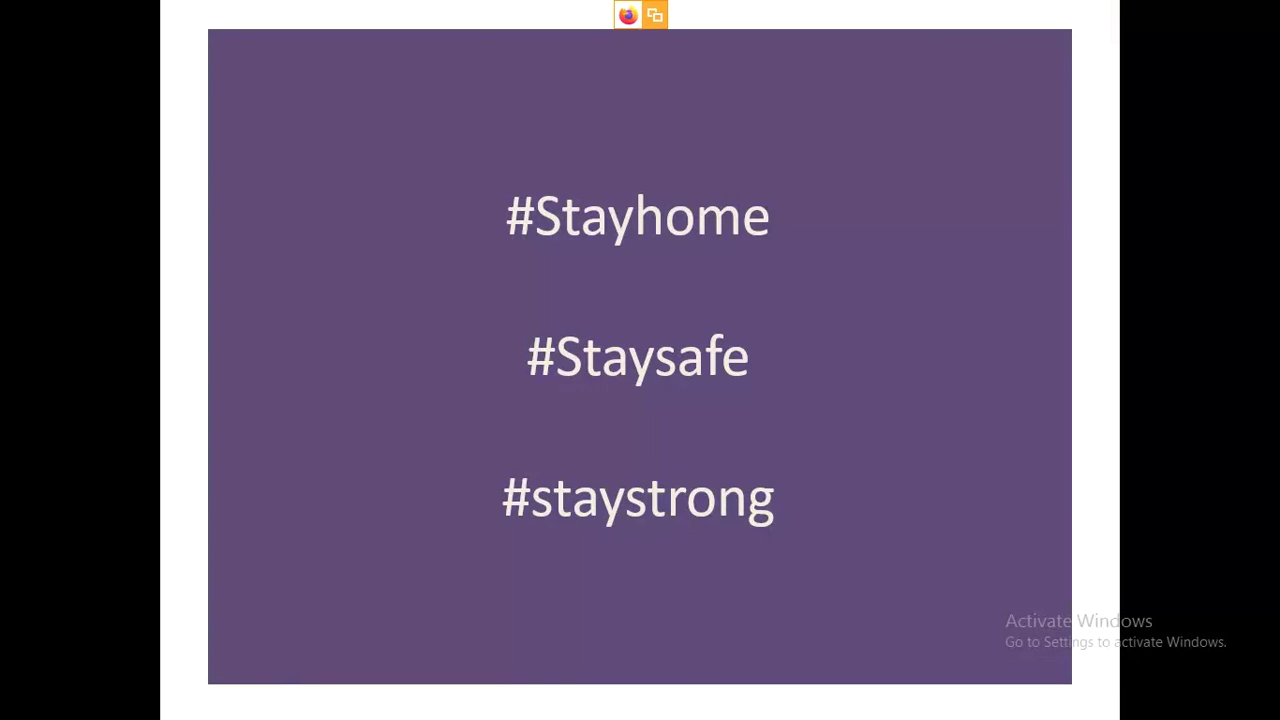 #Stayhome
#Staysafe
#staystrong
Activate Windows
Go to Settings to activate Windows.